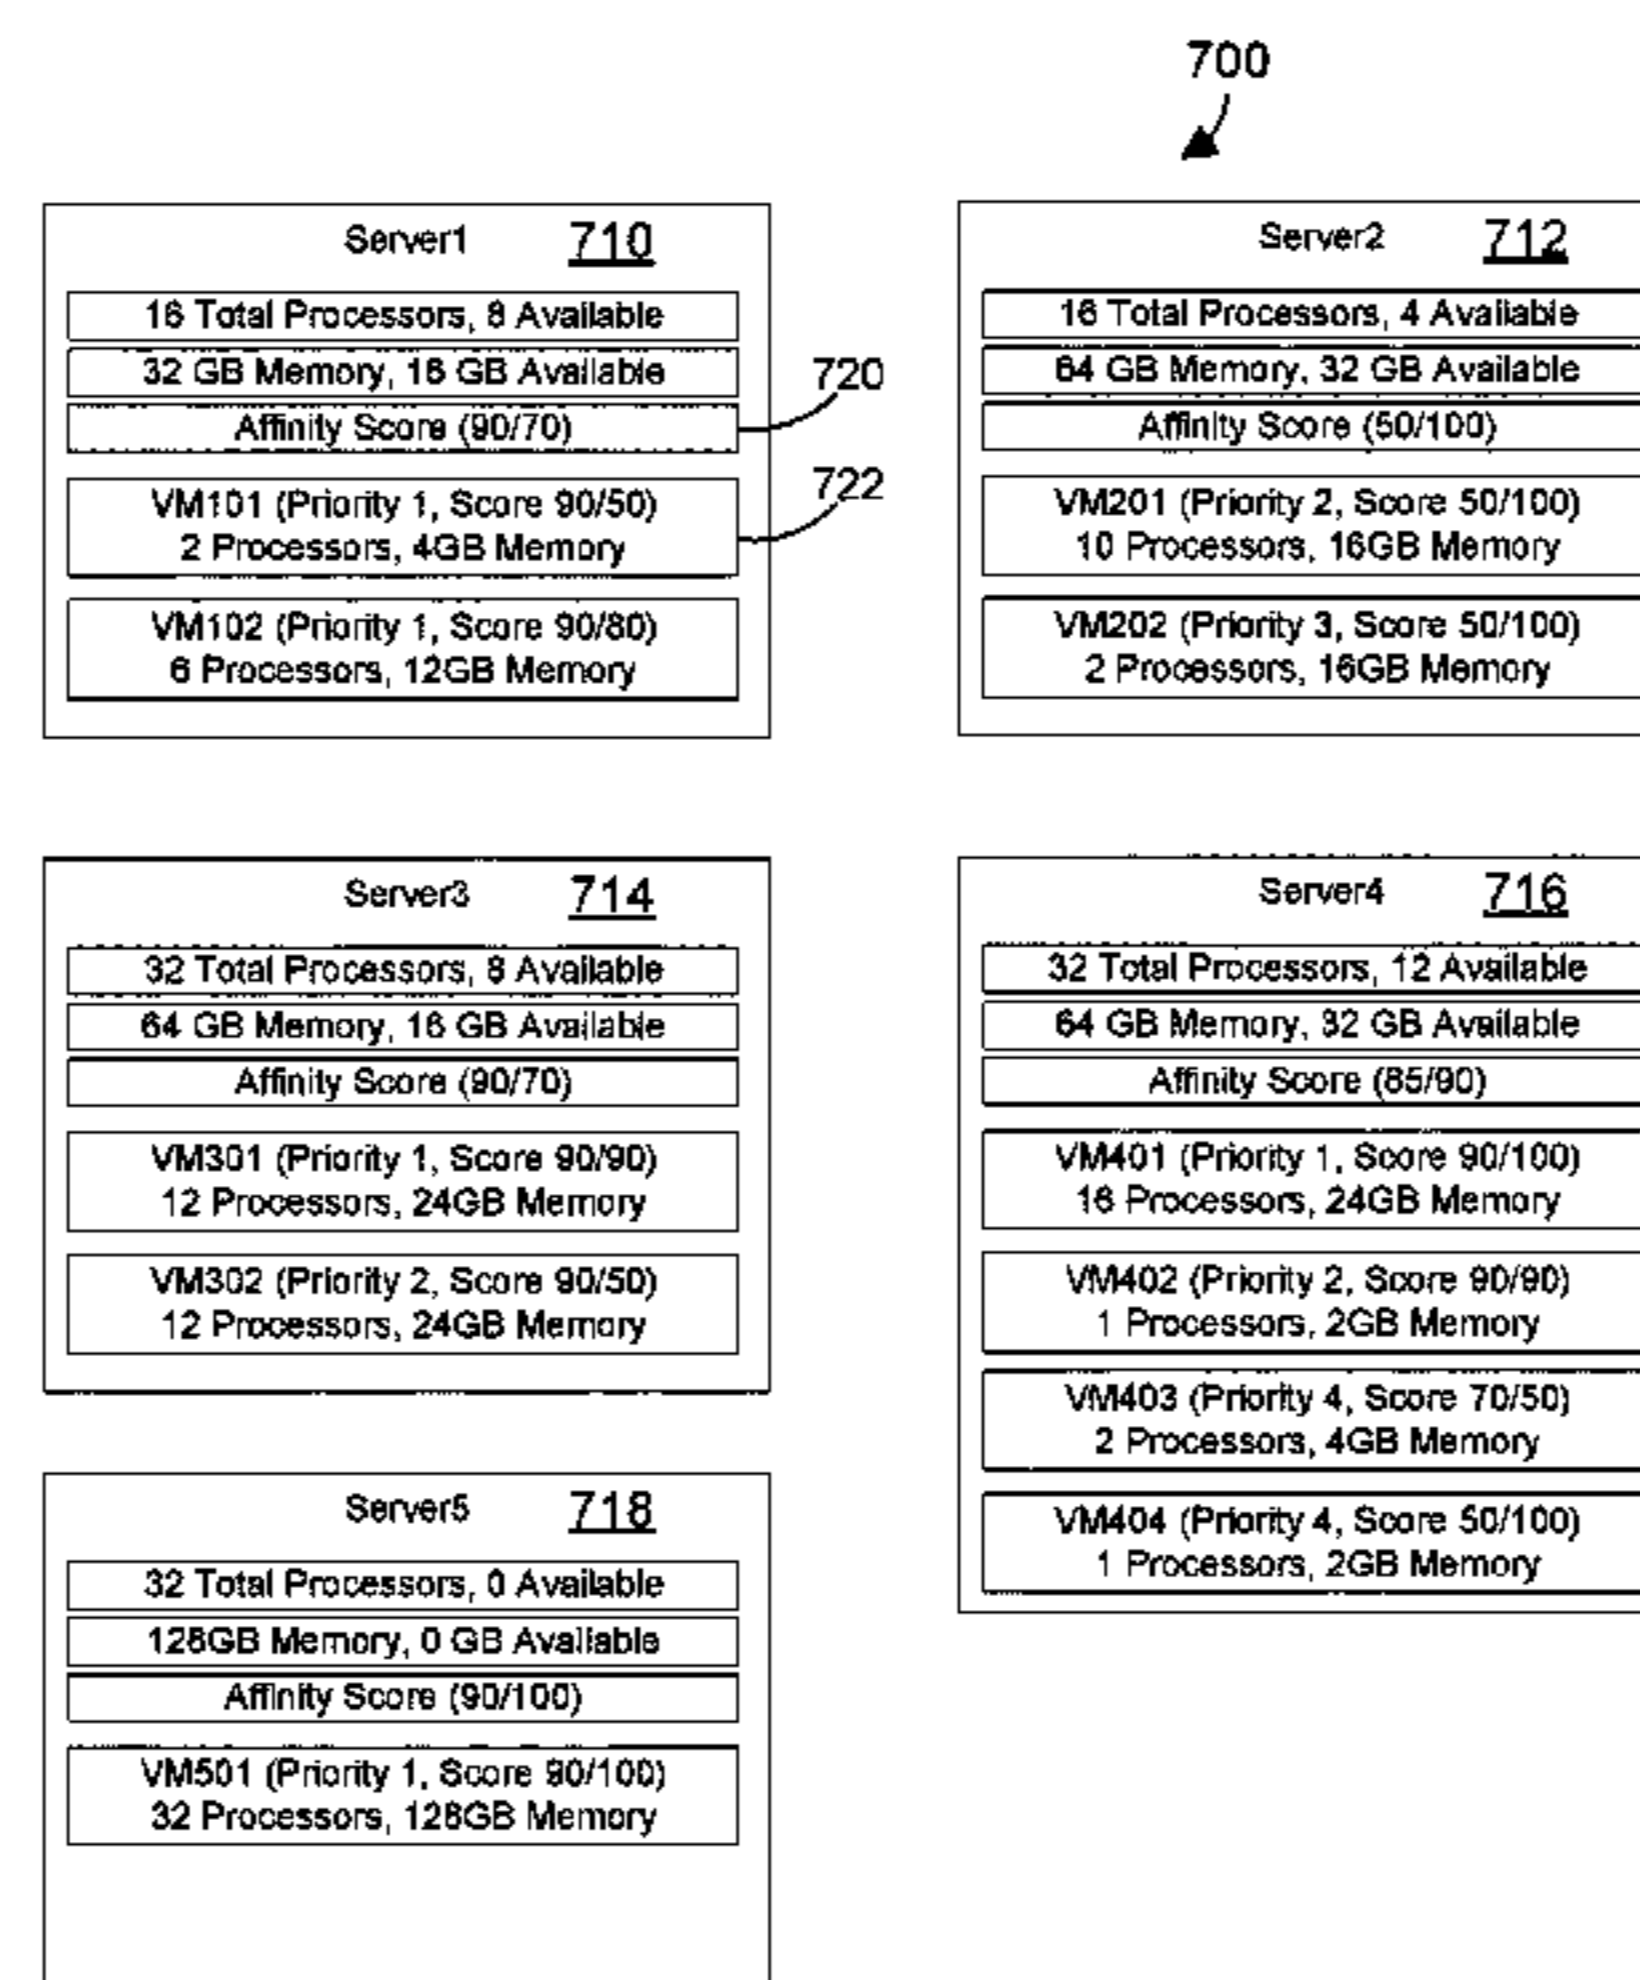 700
Server1 710
16 Total Processors, 8 Available
32 GB Memory, 16 GB Available
Affinity Score (90/70)
720
VM101 (Priority 1, Score 90/50)
2 Processors, 4GB Memory
722
VM102 (Priority 1, Score 90/80)
6 Processors, 12GB Memory
Server2 712
16 Total Processors, 4 Available
64 GB Memory, 32 GB Available
Affinity Score (50/100)
VM201 (Priority 2, Score 50/100)
10 Processors, 16GB Memory
VM202 (Priority 3, Score 50/100)
2 Processors, 16GB Memory
Server3 714
32 Total Processors, 8 Available
64 GB Memory, 16 GB Available
Affinity Score (90/70)
VM301 (Priority 1, Score 90/90)
12 Processors, 24GB Memory
VM302 (Priority 2, Score 90/50)
12 Processors, 24GB Memory
Server4 716
32 Total Processors, 12 Available
64 GB Memory, 32 GB Available
Affinity Score (85/90)
VM401 (Priority 1, Score 90/100)
16 Processors, 24GB Memory
VM402 (Priority 2, Score 90/90)
1 Processors, 2GB Memory
VM403 (Priority 4, Score 70/50)
2 Processors, 4GB Memory
VM404 (Priority 4, Score 50/100)
1 Processors, 2GB Memory
Server5 718
32 Total Processors, 0 Available
128GB Memory, 0 GB Available
Affinity Score (90/100)
VM501 (Priority 1, Score 90/100)
32 Processors, 128GB Memory